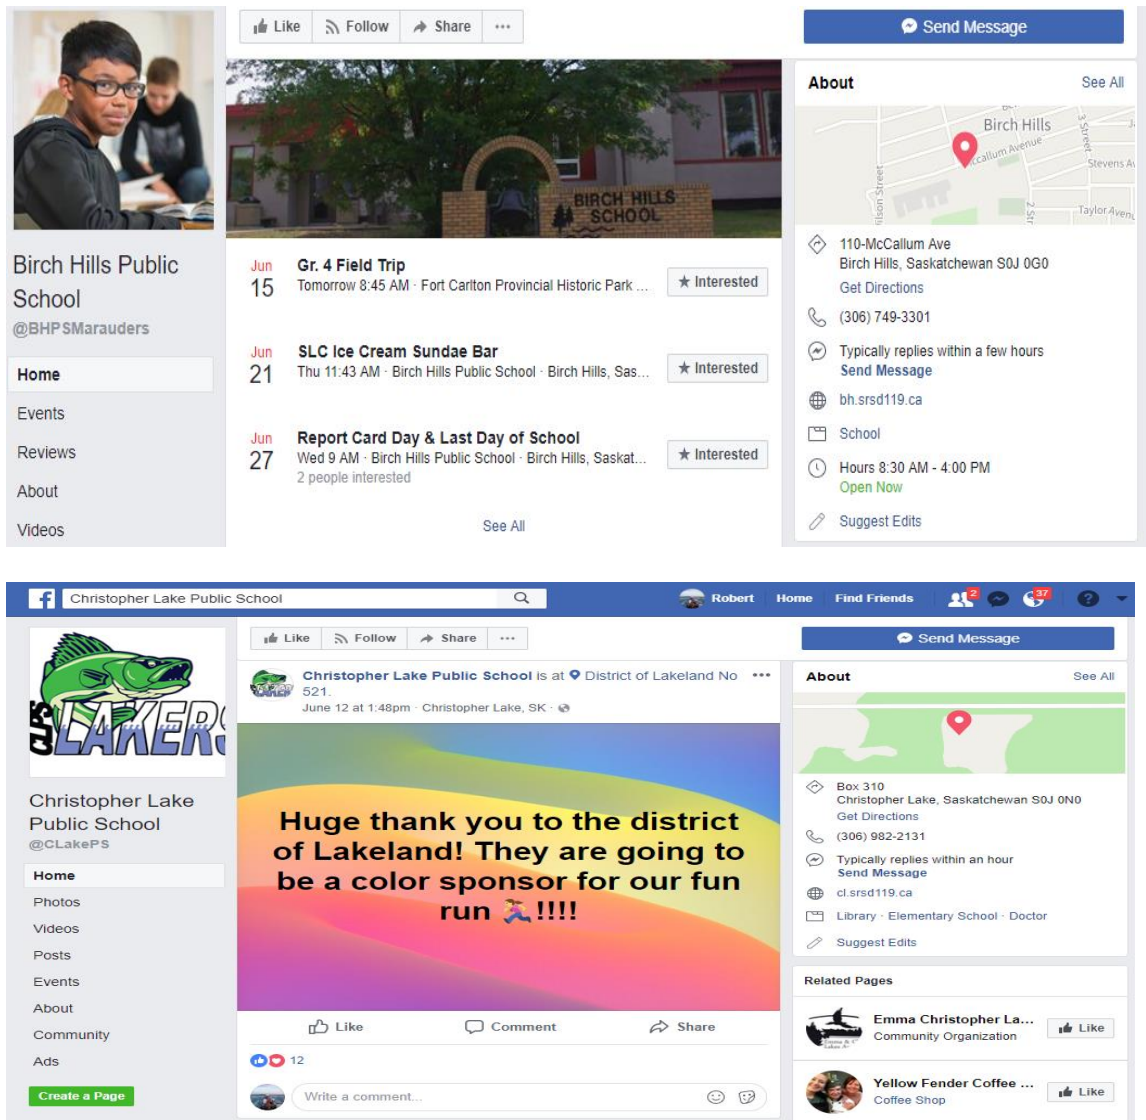 Like
Follow
Share
Send Message
Birch Hills Public
School
@BHPSMarauders
Home
Events
Reviews
About
Videos
BIRCH HILLS
SCHOOL
Jun
15
Gr. 4 Field Trip
Tomorrow 8:45 AM · Fort Carlton Provincial Historic Park ...
Interested
Jun
21
SLC Ice Cream Sundae Bar
Thu 11:43 AM · Birch Hills Public School · Birch Hills, Sas...
Interested
Jun
27
Report Card Day & Last Day of School
Wed 9 AM · Birch Hills Public School · Birch Hills, Saskat...
2 people interested
Interested
See All
About
See All
Birch Hills
3 Street
Stevens Av
ccallum Avenue
ilson Street
2 Str
Taylor Avenu
110-McCallum Ave
Birch Hills, Saskatchewan S0J 0G0
Get Directions
(306) 749-3301
Typically replies within a few hours
Send Message
bh.srsd119.ca
School
Hours 8:30 AM - 4:00 PM
Open Now
Suggest Edits
f
Christopher Lake Public School
Robert
Home
Find Friends
2
37
?
CLPS
LAKERS
Christopher Lake
Public School
@CLakePS
Home
Photos
Videos
Posts
Events
About
Community
Ads
Create a Page
Like
Follow
Share
Send Message
Christopher Lake Public School is at District of Lakeland No
521.
June 12 at 1:48pm · Christopher Lake, SK ·
Huge thank you to the district
of Lakeland! They are going to
be a color sponsor for our fun
run 🏃‍♀️!!!!
Like
Comment
Share
12
Write a comment...
About
See All
Box 310
Christopher Lake, Saskatchewan S0J 0N0
Get Directions
(306) 982-2131
Typically replies within an hour
Send Message
cl.srsd119.ca
Library · Elementary School · Doctor
Suggest Edits
Related Pages
Emma Christopher La...
Community Organization
Like
Yellow Fender Coffee ...
Coffee Shop
Like